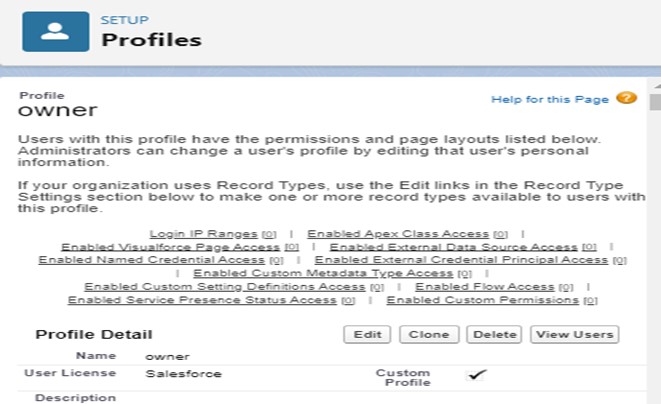 SETUP
Profiles
Profile
owner
Help for this Page
Users with this profile have the permissions and page layouts listed below.
Administrators can change a user's profile by editing that user's personal
information.
If your organization uses Record Types, use the Edit links in the Record Type
Settings section below to make one or more record types available to users with
this profile.
Login IP Ranges [0] | Enabled Apex Class Access [0] |
Enabled Visualforce Page Access [0] | Enabled External Data Source Access [0] |
Enabled Named Credential Access [0] | Enabled External Credential Principal Access [0]
| Enabled Custom Metadata Type Access [0] |
Enabled Custom Setting Definitions Access [0] | Enabled Flow Access [0] |
Enabled Service Presence Status Access [0] | Enabled Custom Permissions [0]
Profile Detail Edit Clone Delete View Users
Name owner
User License Salesforce Custom
Profile
Description